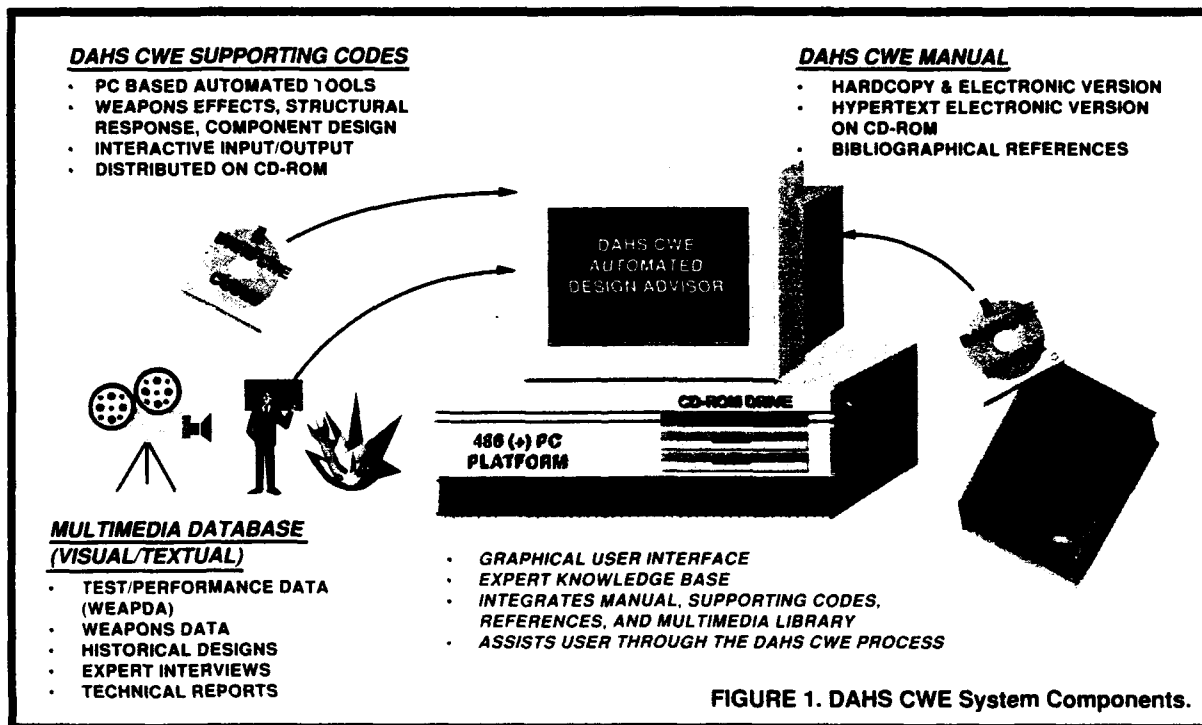 DAHS CWE SUPPORTING CODES
· PC BASED AUTOMATED TOOLS
· WEAPONS EFFECTS, STRUCTURAL
RESPONSE, COMPONENT DESIGN
· INTERACTIVE INPUT/OUTPUT
· DISTRIBUTED ON CD-ROM
DAHS CWE MANUAL
· HARDCOPY & ELECTRONIC VERSION
· HYPERTEXT ELECTRONIC VERSION
ON CD-ROM
· BIBLIOGRAPHICAL REFERENCES
DAHS CWE
AUTOMATED
DESIGN ADVISOR
CD-ROM DRIVE
486 (+) PC
PLATFORM
MULTIMEDIA DATABASE
(VISUAL/TEXTUAL)
· TEST/PERFORMANCE DATA
(WEAPDA)
· WEAPONS DATA
· HISTORICAL DESIGNS
· EXPERT INTERVIEWS
· TECHNICAL REPORTS
· GRAPHICAL USER INTERFACE
· EXPERT KNOWLEDGE BASE
· INTEGRATES MANUAL, SUPPORTING CODES,
REFERENCES, AND MULTIMEDIA LIBRARY
· ASSISTS USER THROUGH THE DAHS CWE PROCESS
FIGURE 1. DAHS CWE System Components.